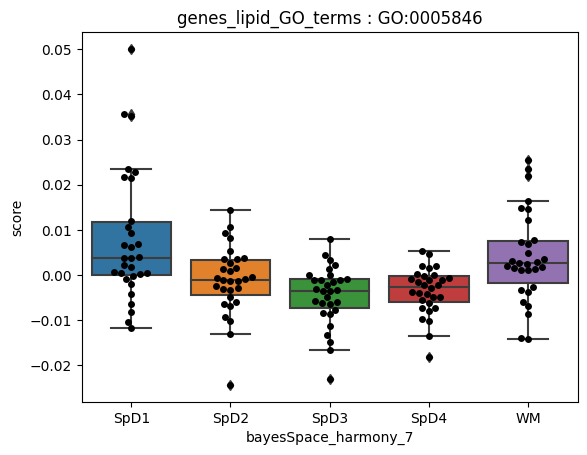 genes_lipid_GO_terms : GO:0005846
0.05
0.04
0.03
0.02
0.01
0.00
−0.01
−0.02
score
SpD1 SpD2 SpD3 SpD4 WM
bayesSpace_harmony_7